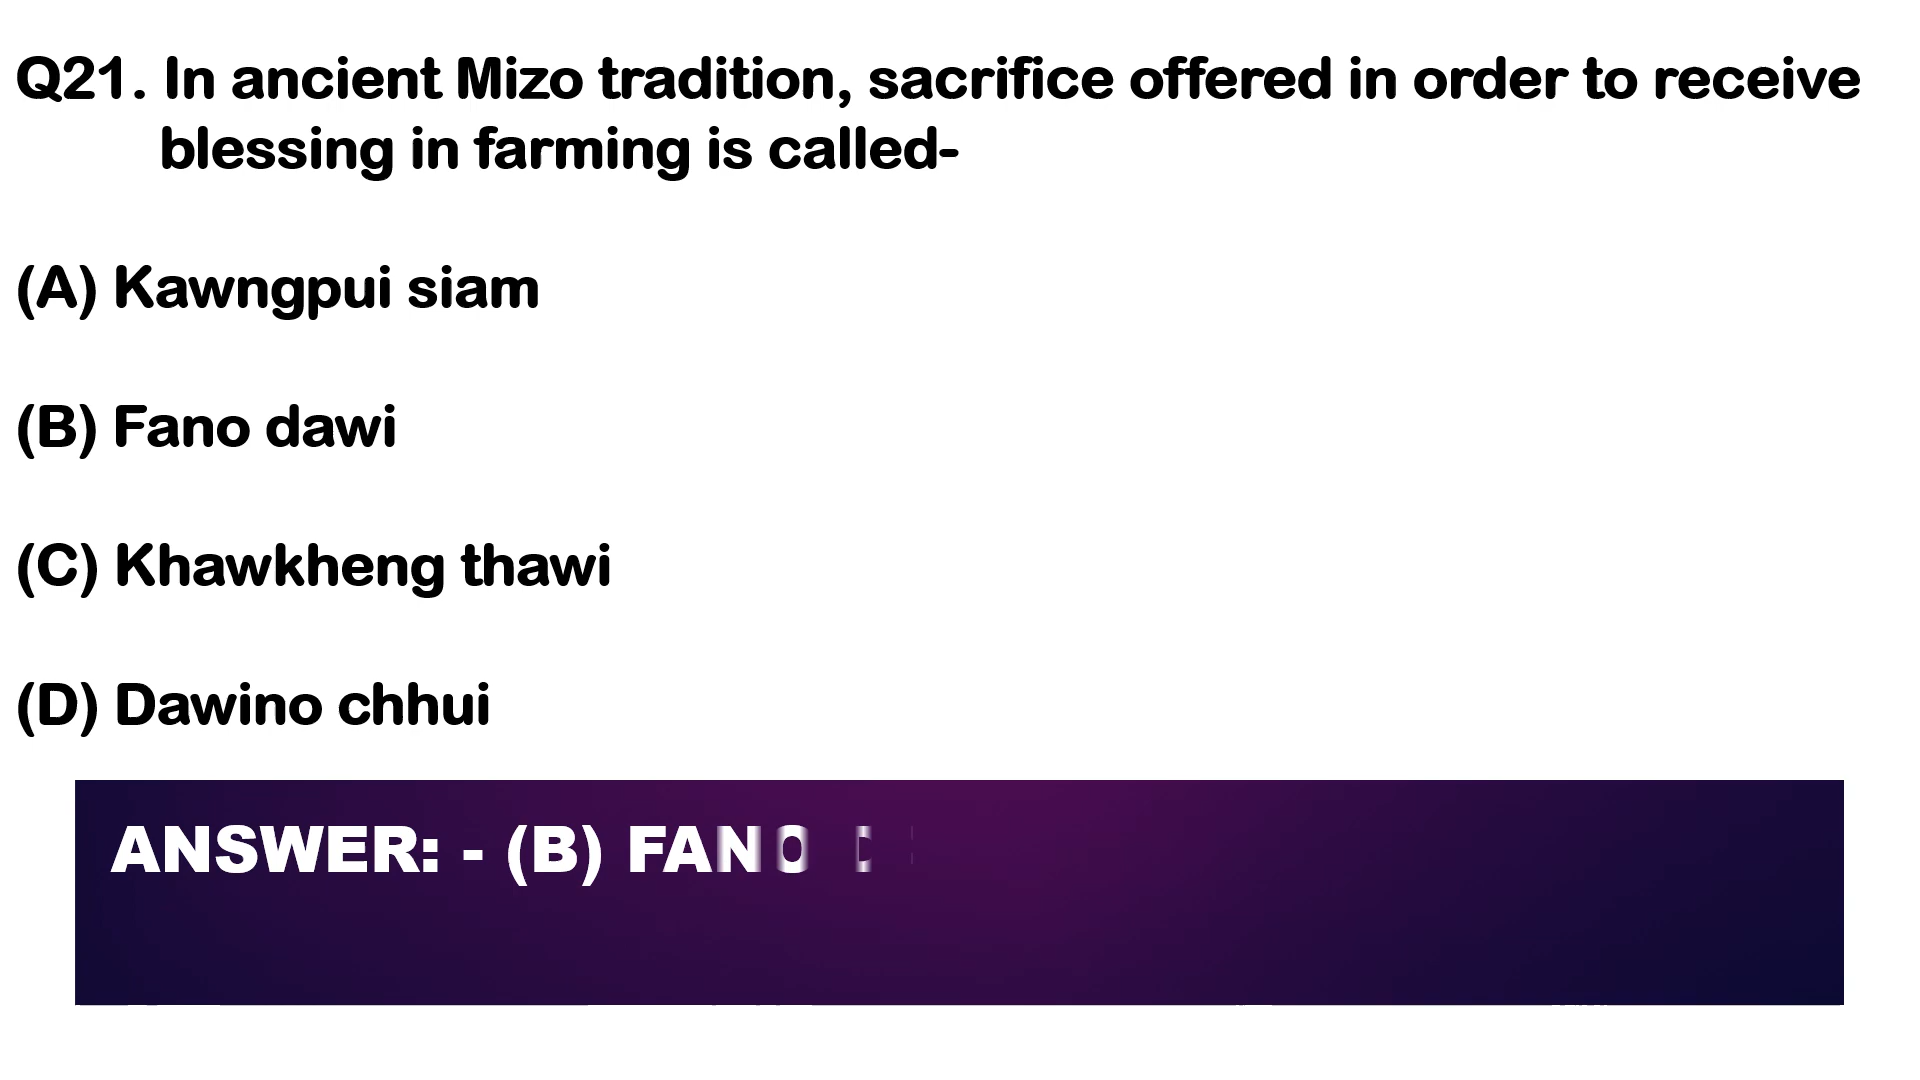 Q21. In ancient Mizo tradition, sacrifice offered in order to receive
blessing in farming is called-
(A) Kawngpui siam
(B) Fano dawi
(C) Khawkheng thawi
(D) Dawino chhui
ANSWER: - (B) FANO